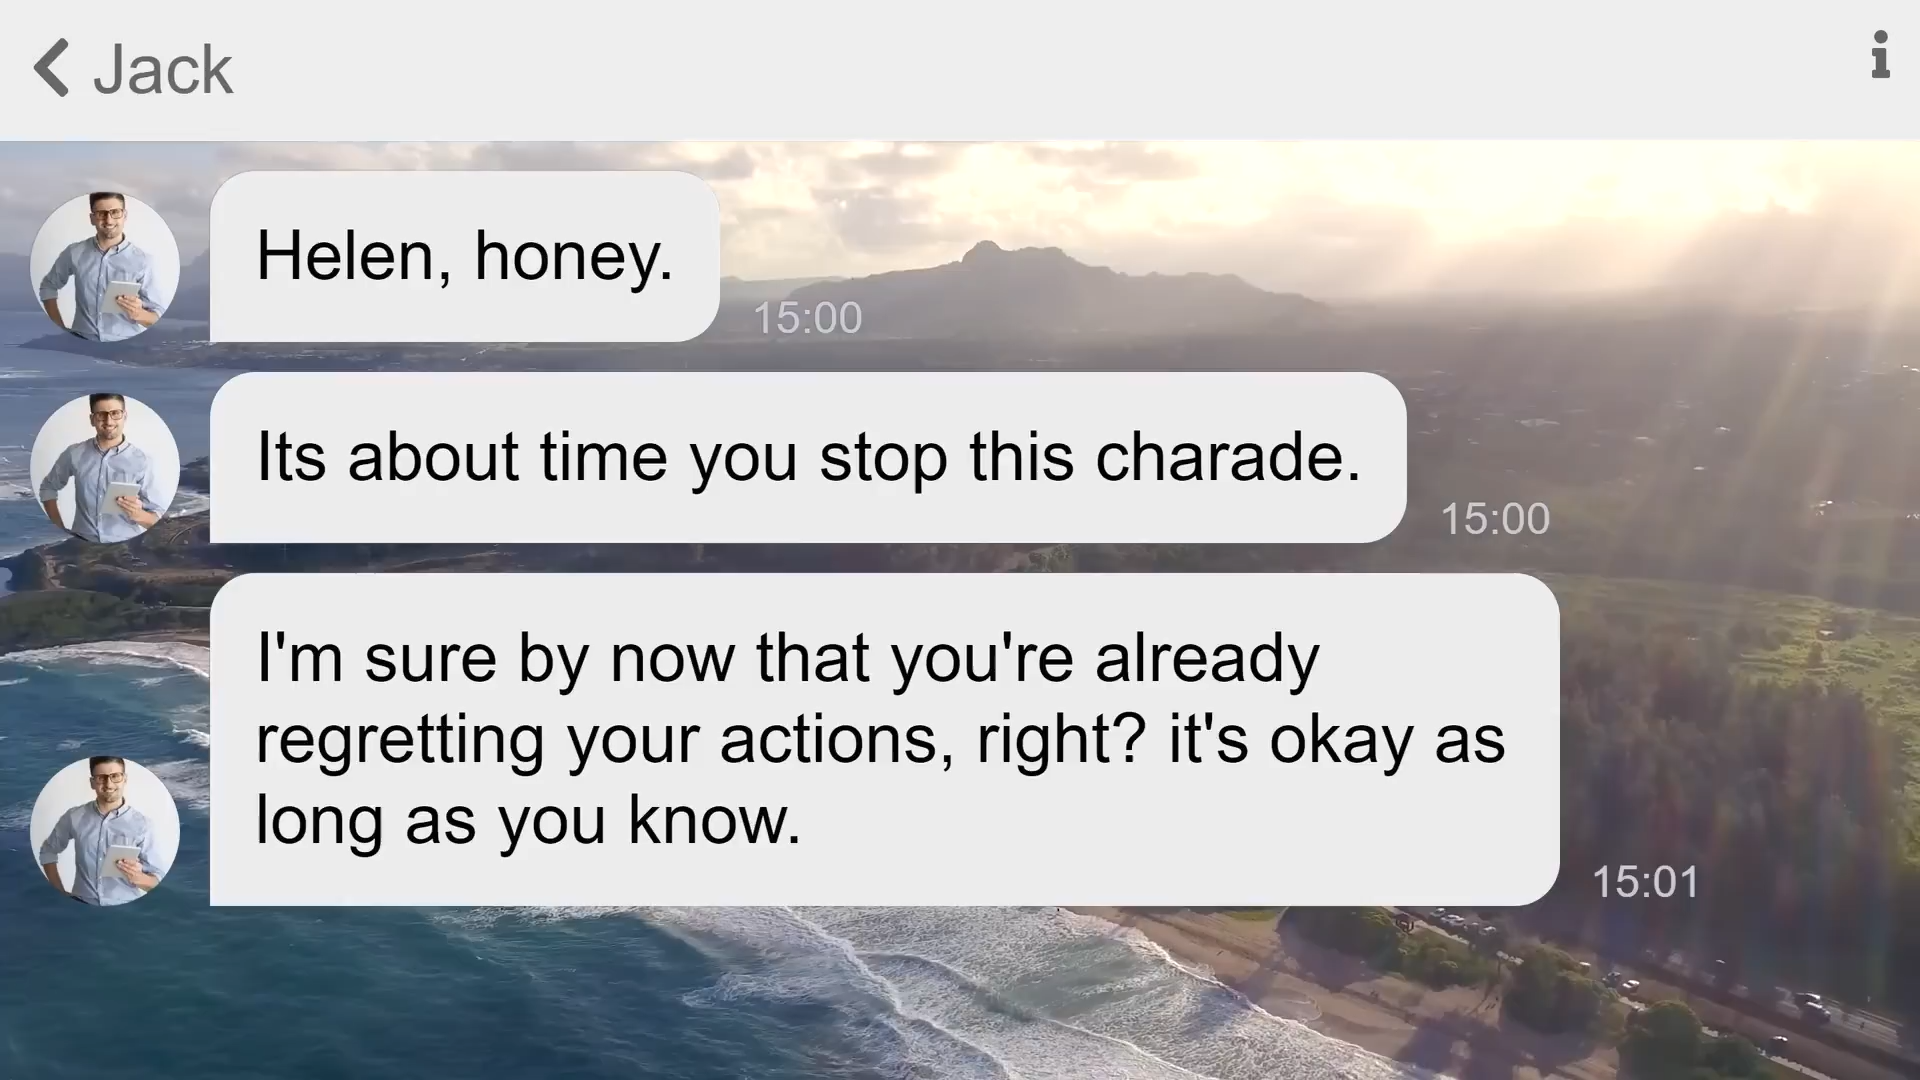 Jack
Helen, honey.
15:00
Its about time you stop this charade.
15:00
I'm sure by now that you're already
regretting your actions, right? it's okay as
long as you know.
15:01